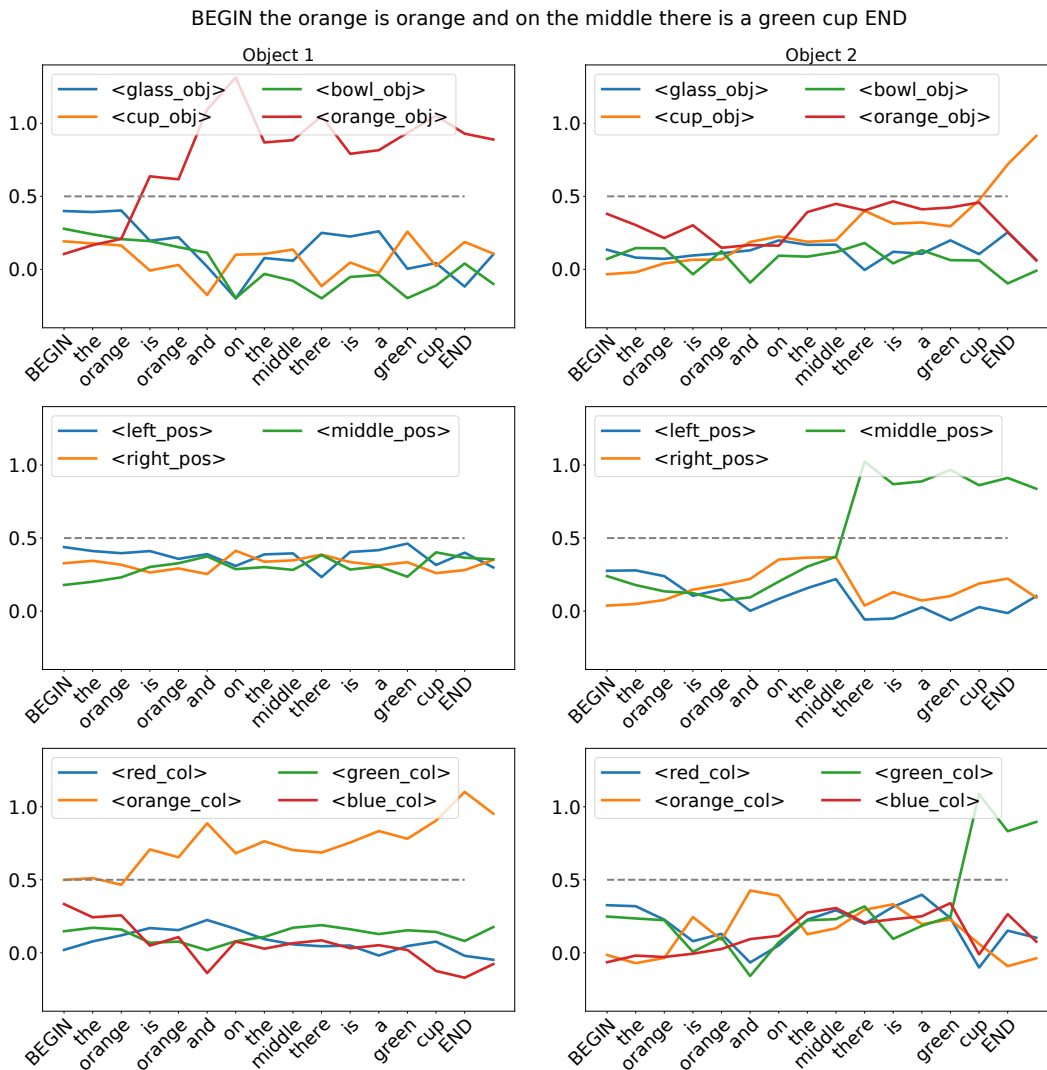 BEGIN the orange is orange and on the middle there is a green cup END
Object 1
<glass_obj> <bowl_obj>
<cup_obj> <orange_obj>
1.0
0.5
0.0
BEGIN the orange is orange and on the middle there is a green cup END
Object 2
<glass_obj> <bowl_obj>
<cup_obj> <orange_obj>
1.0
0.5
0.0
BEGIN the orange is orange and on the middle there is a green cup END
<left_pos> <middle_pos>
<right_pos>
1.0
0.5
0.0
BEGIN the orange is orange and on the middle there is a green cup END
<left_pos> <middle_pos>
<right_pos>
1.0
0.5
0.0
BEGIN the orange is orange and on the middle there is a green cup END
<red_col> <green_col>
<orange_col> <blue_col>
1.0
0.5
0.0
BEGIN the orange is orange and on the middle there is a green cup END
<red_col> <green_col>
<orange_col> <blue_col>
1.0
0.5
0.0
BEGIN the orange is orange and on the middle there is a green cup END